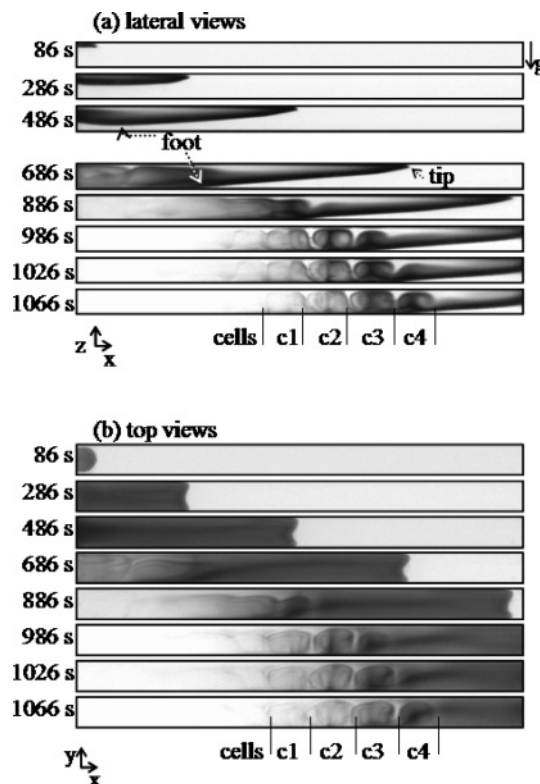 (a) lateral views
86 s
g
286 s
486 s
foot
686 s
tip
886 s
986 s
1026 s
1066 s
cells c1 c2 c3 c4
z
x
(b) top views
86 s
286 s
486 s
686 s
886 s
986 s
1026 s
1066 s
cells c1 c2 c3 c4
y
x